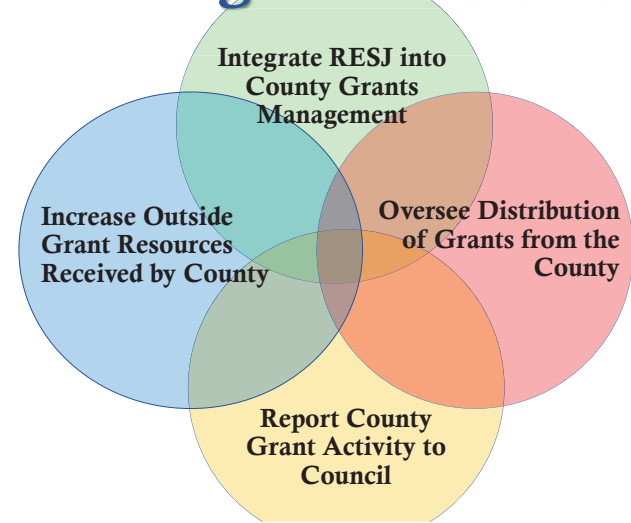 Integrate RESJ into
County Grants
Management
Increase Outside
Grant Resources
Received by County
Oversee Distribution
of Grants from the
County
Report County
Grant Activity to
Council